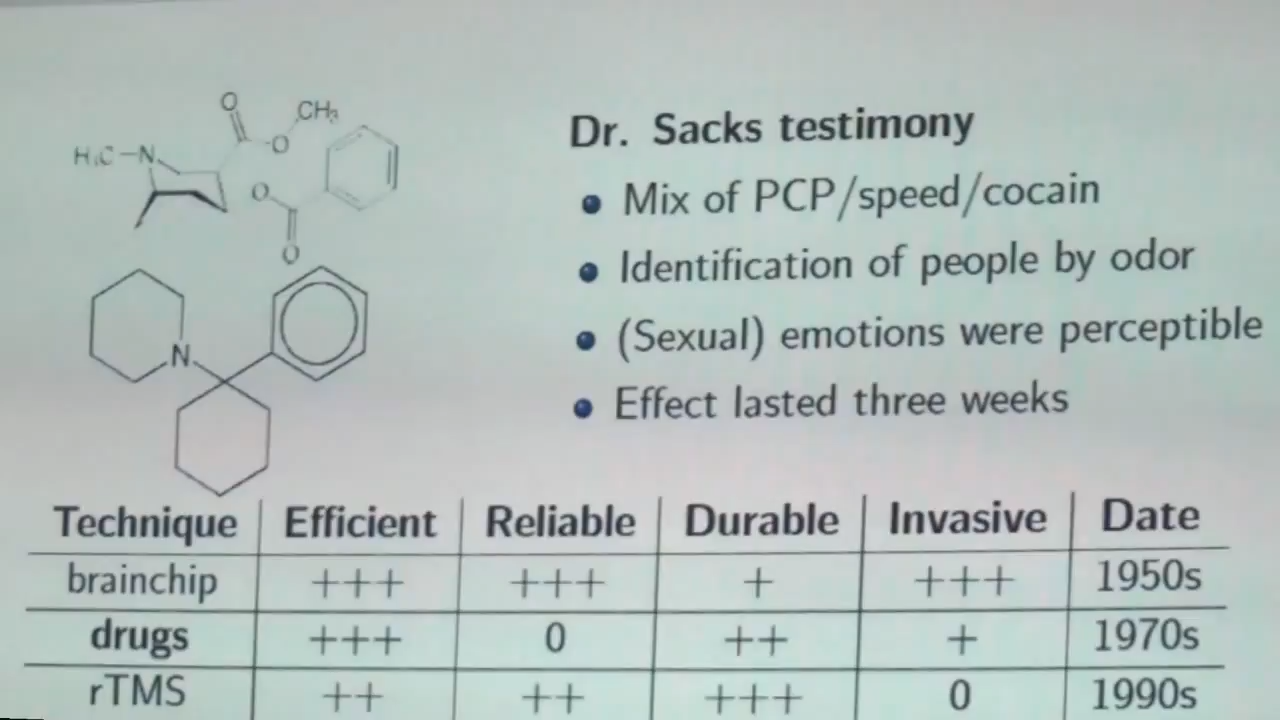 O
CH₃
H₃C
N
O
O
O
N
Dr. Sacks testimony
Mix of PCP/speed/cocain
Identification of people by odor
(Sexual) emotions were perceptible
Effect lasted three weeks
Technique Efficient Reliable Durable Invasive Date
brainchip +++ +++ + +++ 1950s
drugs +++ 0 ++ + 1970s
rTMS ++ ++ +++ 0 1990s